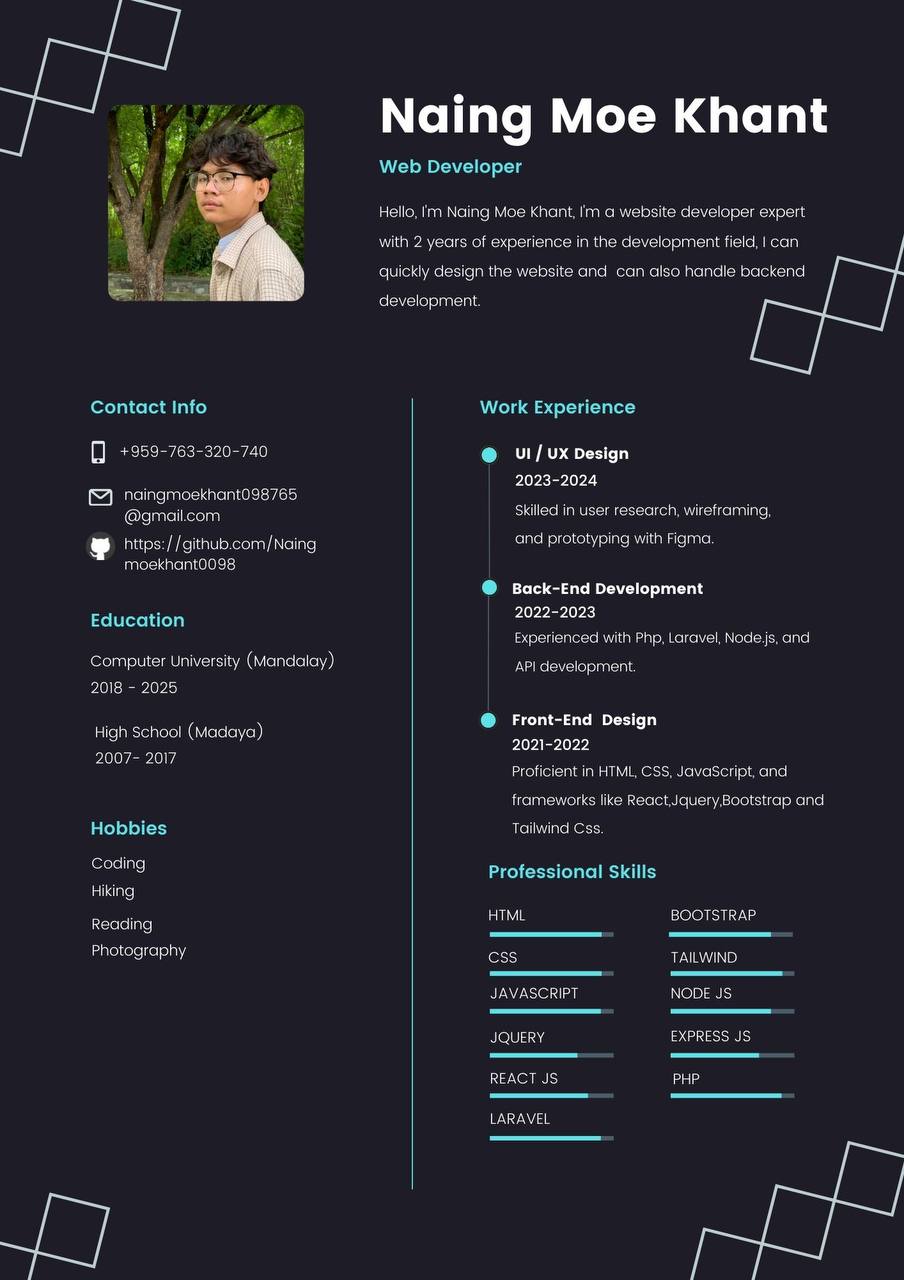 Naing Moe Khant
Web Developer
Hello, I'm Naing Moe Khant, I'm a website developer expert
with 2 years of experience in the development field, I can
quickly design the website and  can also handle backend
development.
Contact Info
+959-763-320-740
naingmoekhant098765
@gmail.com
https://github.com/Naing
moekhant0098
Education
Computer University (Mandalay)
2018 - 2025
High School (Madaya)
2007- 2017
Hobbies
Coding
Hiking
Reading
Photography
Work Experience
UI / UX Design
2023-2024
Skilled in user research, wireframing,
and prototyping with Figma.
Back-End Development
2022-2023
Experienced with Php, Laravel, Node.js, and
API development.
Front-End  Design
2021-2022
Proficient in HTML, CSS, JavaScript, and
frameworks like React,Jquery,Bootstrap and
Tailwind Css.
Professional Skills
HTML
BOOTSTRAP
CSS
TAILWIND
JAVASCRIPT
NODE JS
JQUERY
EXPRESS JS
REACT JS
PHP
LARAVEL